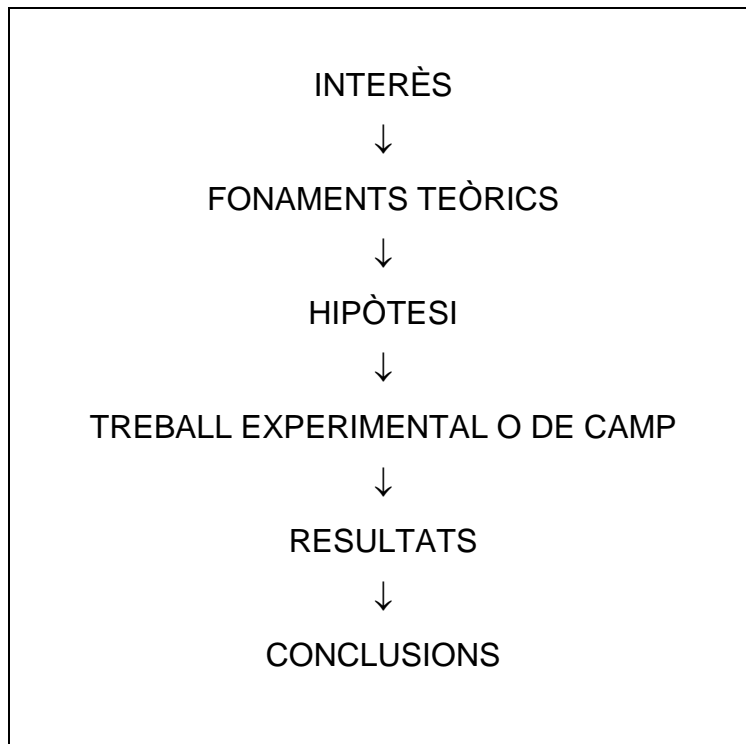 INTERÈS
↓
FONAMENTS TEÒRICS
↓
HIPÒTESI
↓
TREBALL EXPERIMENTAL O DE CAMP
↓
RESULTATS
↓
CONCLUSIONS